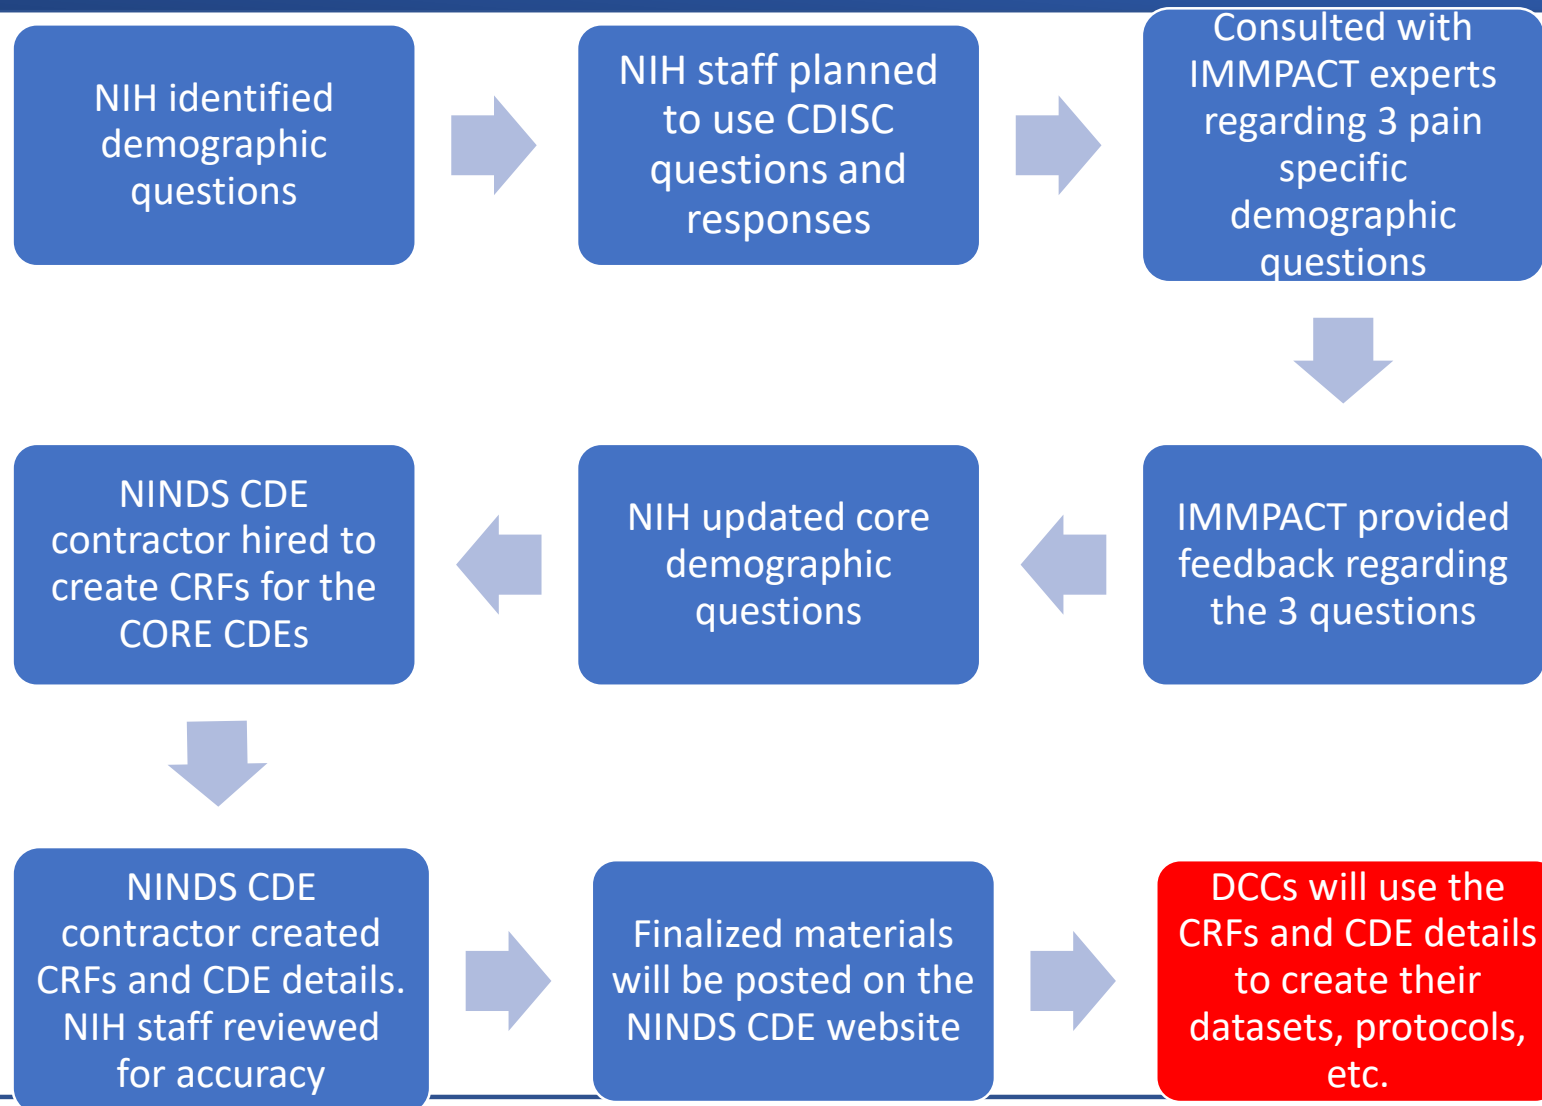 NIH identified
demographic
questions
NIH staff planned
to use CDISC
questions and
responses
Consulted with
IMMPACT experts
regarding 3 pain
specific
demographic
questions
IMMPACT provided
feedback regarding
the 3 questions
NIH updated core
demographic
questions
NINDS CDE
contractor hired to
create CRFs for the
CORE CDEs
NINDS CDE
contractor created
CRFs and CDE details.
NIH staff reviewed
for accuracy
Finalized materials
will be posted on the
NINDS CDE website
DCCs will use the
CRFs and CDE details
to create their
datasets, protocols,
etc.